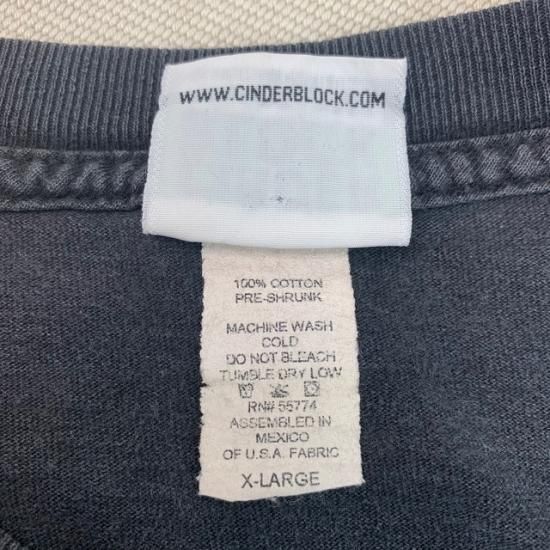 WWW.CINDERBLOCK.COM
100% COTTON
PRE-SHRUNK
MACHINE WASH
COLD
DO NOT BLEACH
TUMBLE DRY LOW
RN# 55774
ASSEMBLED IN
MEXICO
OF U.S.A. FABRIC
X-LARGE